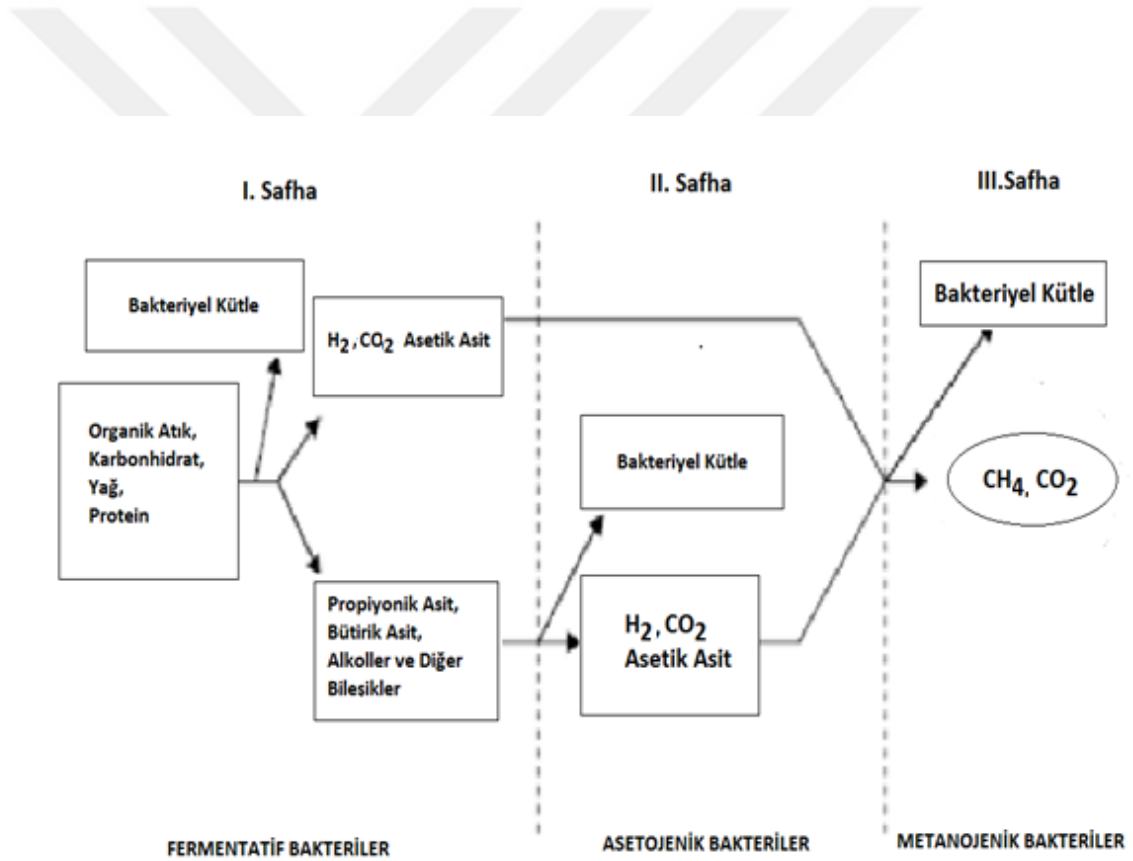 I. Safha
II. Safha
III.Safha
Bakteriyel Kütle
H2 ,CO2 Asetik Asit
Organik Atık,
Karbonhidrat,
Yağ,
Protein
Propiyonik Asit,
Bütirik Asit,
Alkoller ve Diğer
Bileşikler
Bakteriyel Kütle
H2 , CO2
Asetik Asit
Bakteriyel Kütle
CH4, CO2
FERMENTATİF BAKTERİLER
ASETOJENİK BAKTERİLER
METANOJENİK BAKTERİLER